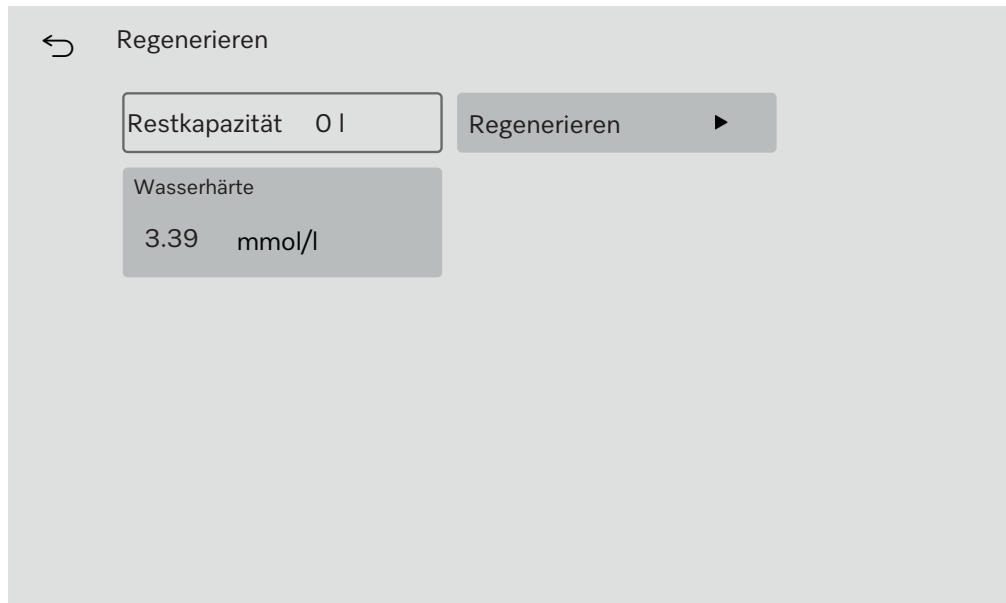 Regenerieren
Restkapazität 0 l
Regenerieren
Wasserhärte
3.39 mmol/l